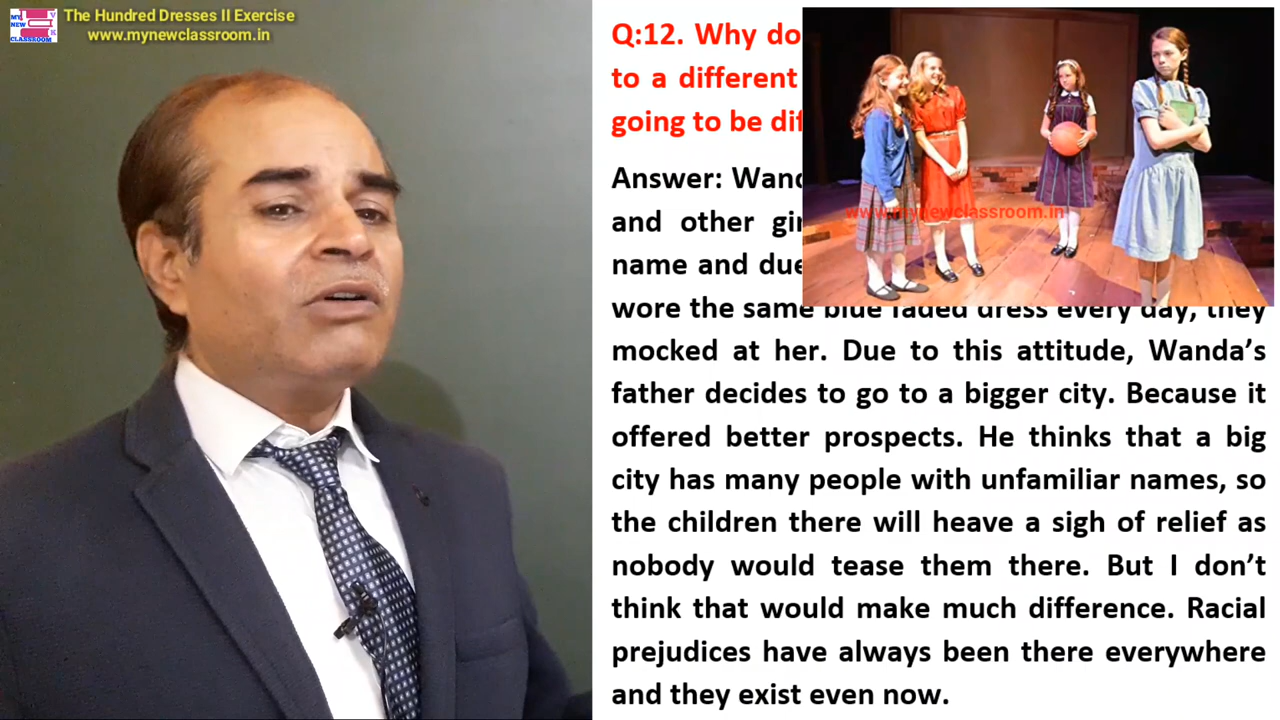 MY
NEW
CLASSROOM
V
K
The Hundred Dresses II Exercise
www.mynewclassroom.in
Q:12. Why do
to a different
going to be dif
Answer: Wand
and other gir
name and due
www.mynewclassroom.in
wore the same blue faded dress every day, they
mocked at her. Due to this attitude, Wanda’s
father decides to go to a bigger city. Because it
offered better prospects. He thinks that a big
city has many people with unfamiliar names, so
the children there will heave a sigh of relief as
nobody would tease them there. But I don’t
think that would make much difference. Racial
prejudices have always been there everywhere
and they exist even now.